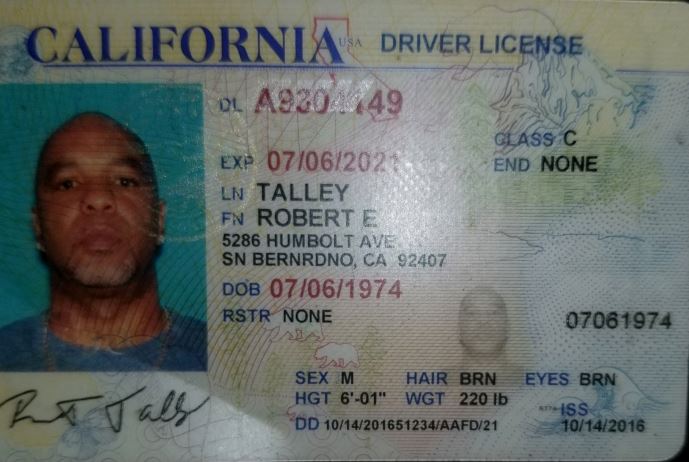 CALIFORNIA USA DRIVER LICENSE
DL
CLASS C
EXP 07/06/2021
END NONE
LN TALLEY
FN ROBERT E
5286 HUMBOLT AVE
SN BERNRDNO, CA 92407
DOB 07/06/1974
RSTR NONE
07061974
SEX M HAIR BRN EYES BRN
HGT 6'-01" WGT 220 lb
ISS
DD 10/14/201651234/AAFD/21 10/14/2016